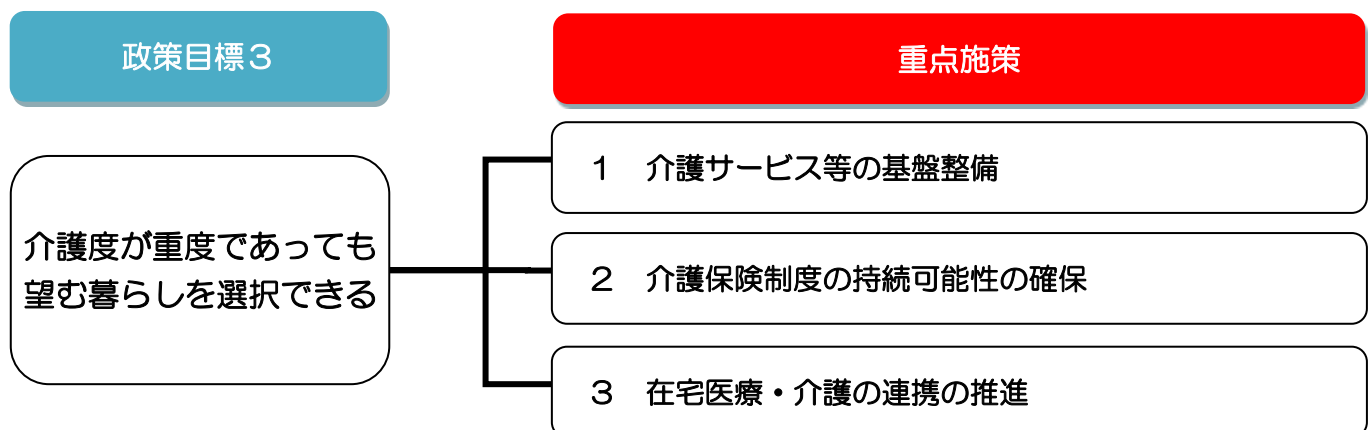 政策目標３
重点施策
介護度が重度であっても
望む暮らしを選択できる
１　介護サービス等の基盤整備
２　介護保険制度の持続可能性の確保
３　在宅医療・介護の連携の推進